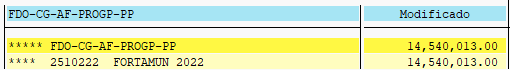 FDO-CG-AF-PROGP-PP Modificado
***** FDO-CG-AF-PROGP-PP 14,540,013.00
**** 2510222 FORTAMUN 2022 14,540,013.00